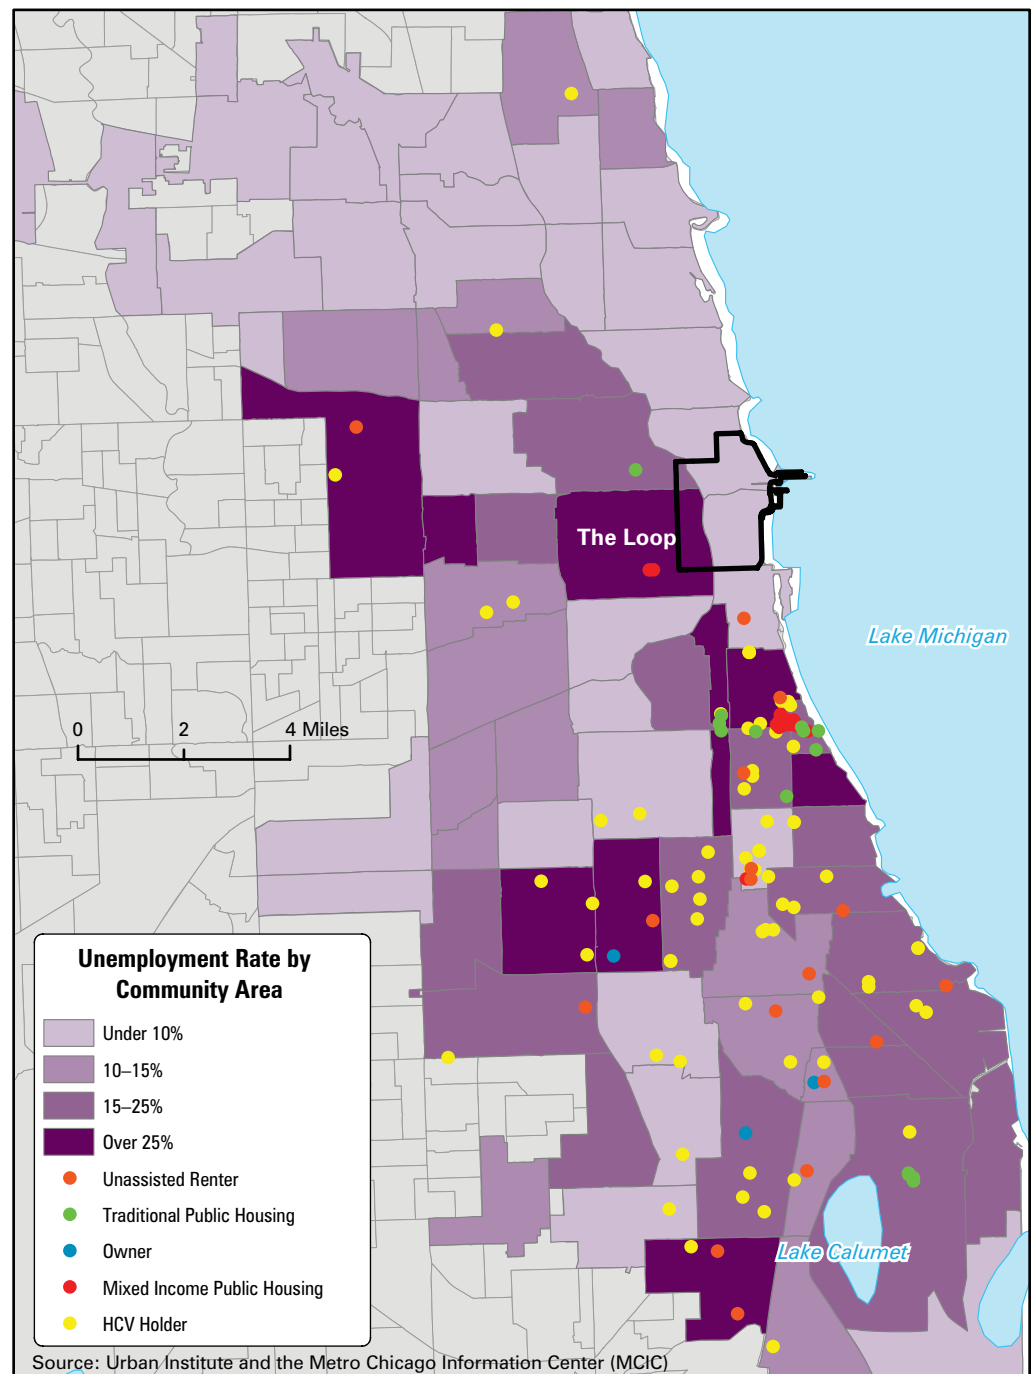 The Loop
Lake Michigan
0 2 4 Miles
Unemployment Rate by
Community Area
Under 10%
10–15%
15–25%
Over 25%
Unassisted Renter
Traditional Public Housing
Owner
Mixed Income Public Housing
HCV Holder
Lake Calumet
Source: Urban Institute and the Metro Chicago Information Center (MCIC)